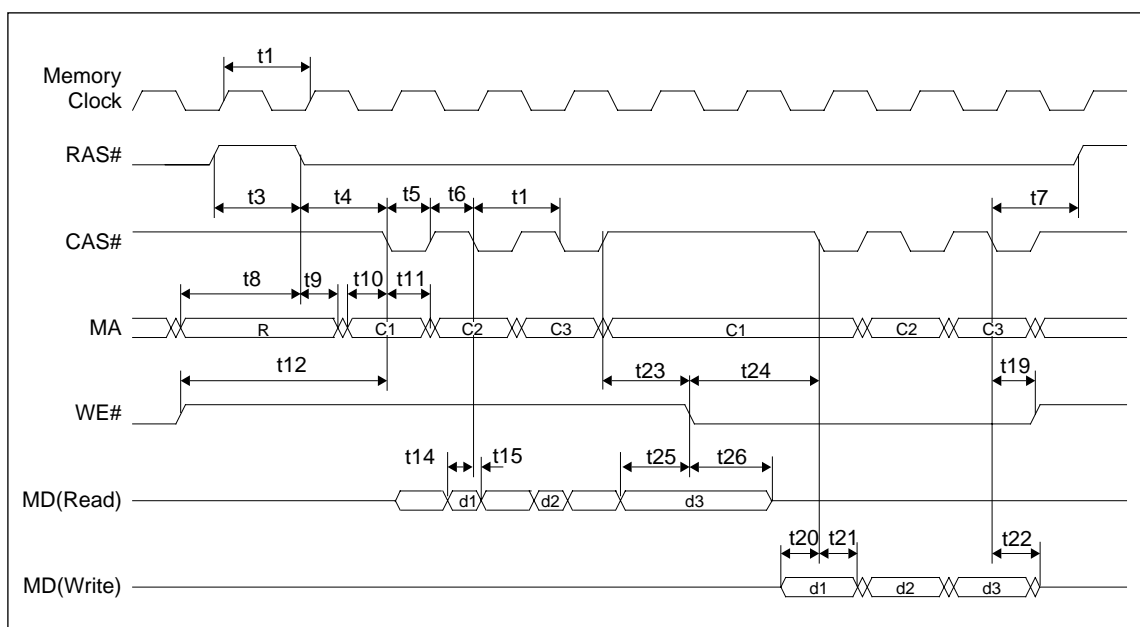 t1
Memory
Clock
RAS#
t3 t4 t5 t6 t1 t7
CAS#
t8 t9 t10 t11
MA R C1 C2 C3 C1 C2 C3
t12 t23 t24 t19
WE#
t14 t15 t25 t26
MD(Read) d1 d2 d3
t20 t21 t22
MD(Write) d1 d2 d3